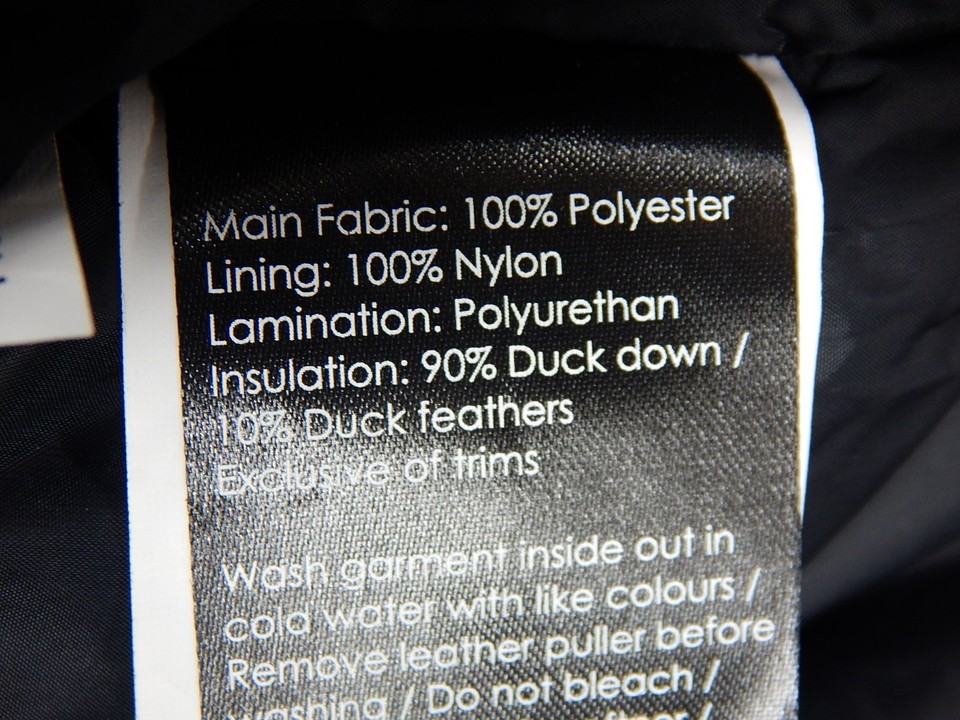 Main Fabric: 100% Polyester
Lining: 100% Nylon
Lamination: Polyurethan
Insulation: 90% Duck down /
10% Duck feathers
Exclusive of trims
Wash garment inside out in
cold water with like colours /
Remove leather puller before
washing / Do not bleach /